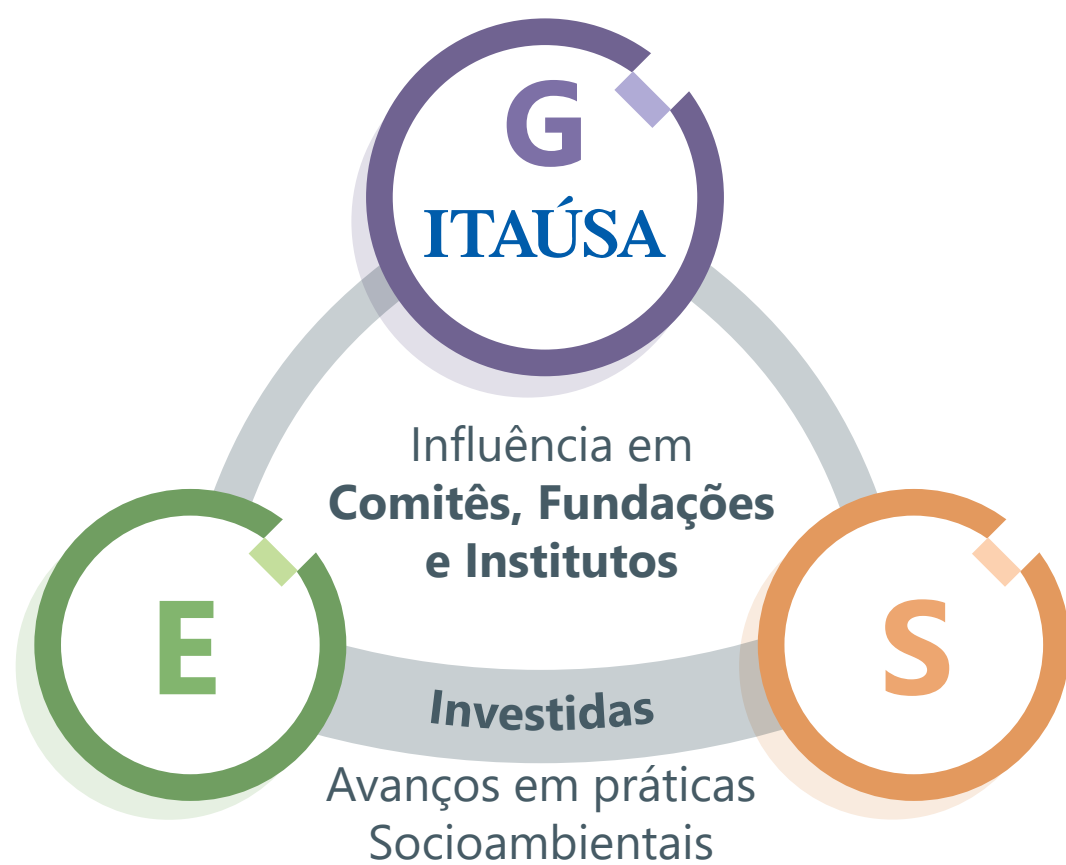 G
ITAÚSA
Influência em
Comitês, Fundações
e Institutos
E
S
Investidas
Avanços em práticas
Socioambientais